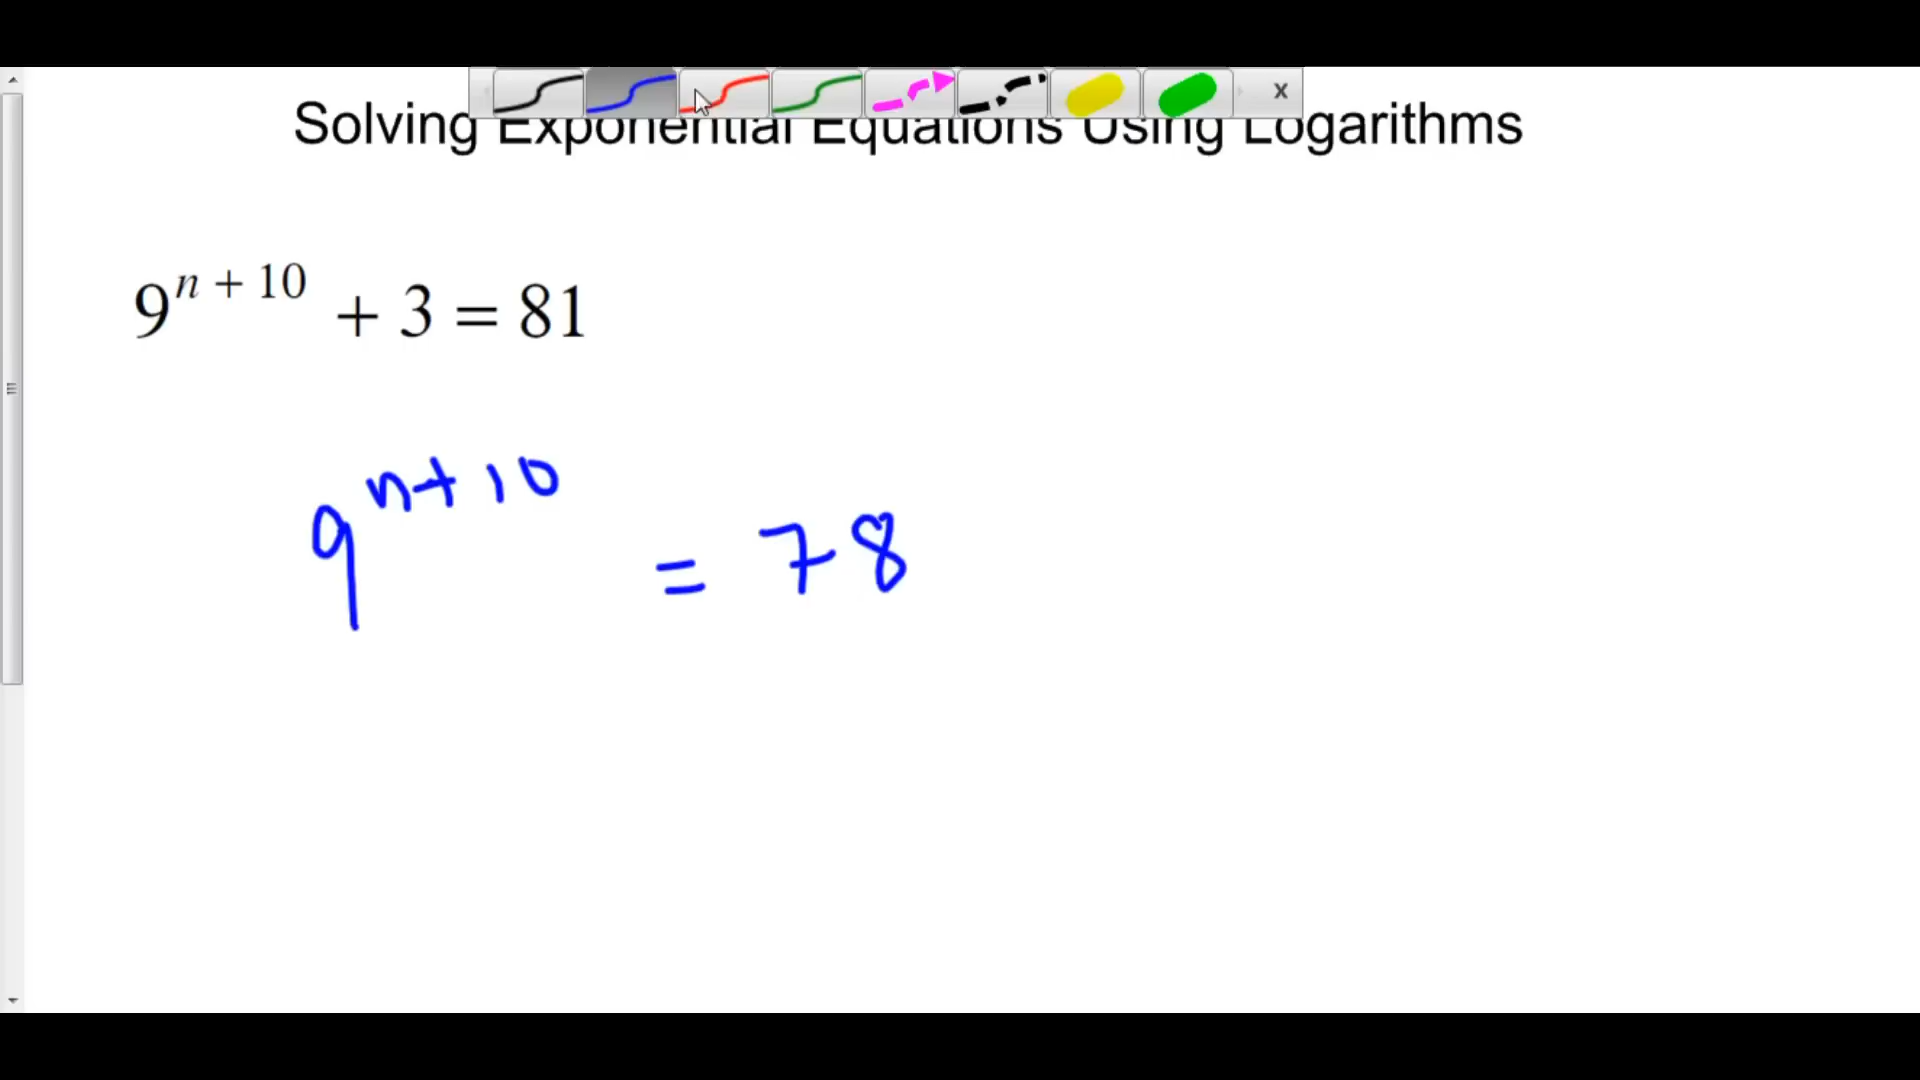 x
Solving Exponential Equations Using Logarithms
9^{n + 10} + 3 = 81
9^{n+10} = 78